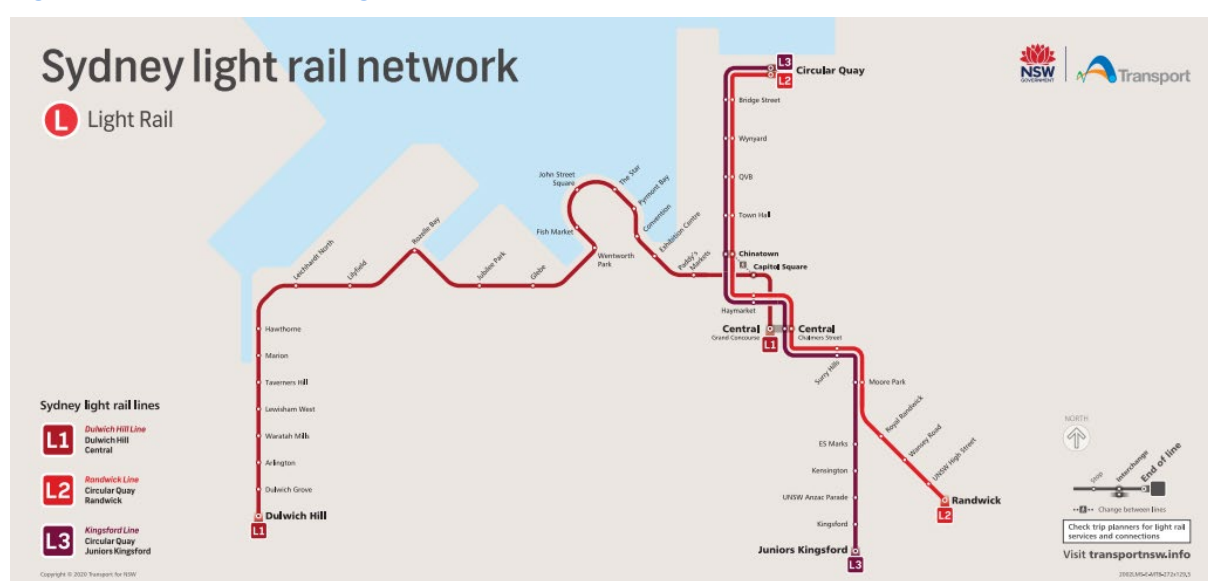 Sydney light rail network
L Light Rail
NSW
GOVERNMENT
Transport
L3
Circular Quay
L2
Bridge Street
Wynyard
QVB
Town Hall
Chinatown
Capitol Square
Haymarket
Central
Grand Concourse
L1
Central
Chalmers Street
Surry Hills
Moore Park
Royal Randwick
Wansey Road
UNSW High Street
Randwick
L2
ES Marks
Kensington
UNSW Anzac Parade
Kingsford
Juniors Kingsford
L3
Paddy's
Markets
Exhibition Centre
Convention
Pyrmont Bay
The Star
John Street
Square
Fish Market
Wentworth
Park
Glebe
Jubilee Park
Rozelle Bay
Lilyfield
Leichhardt North
Hawthorne
Marion
Taverners Hill
Lewisham West
Waratah Mills
Arlington
Dulwich Grove
Dulwich Hill
L1
Sydney light rail lines
L1
Dulwich Hill Line
Dulwich Hill
Central
L2
Randwick Line
Circular Quay
Randwick
L3
Kingsford Line
Circular Quay
Juniors Kingsford
NORTH
Stop
Interchange
End of line
Change between lines
Check trip planners for light rail
services and connections
Visit transportnsw.info
Copyright © 2020 Transport for NSW